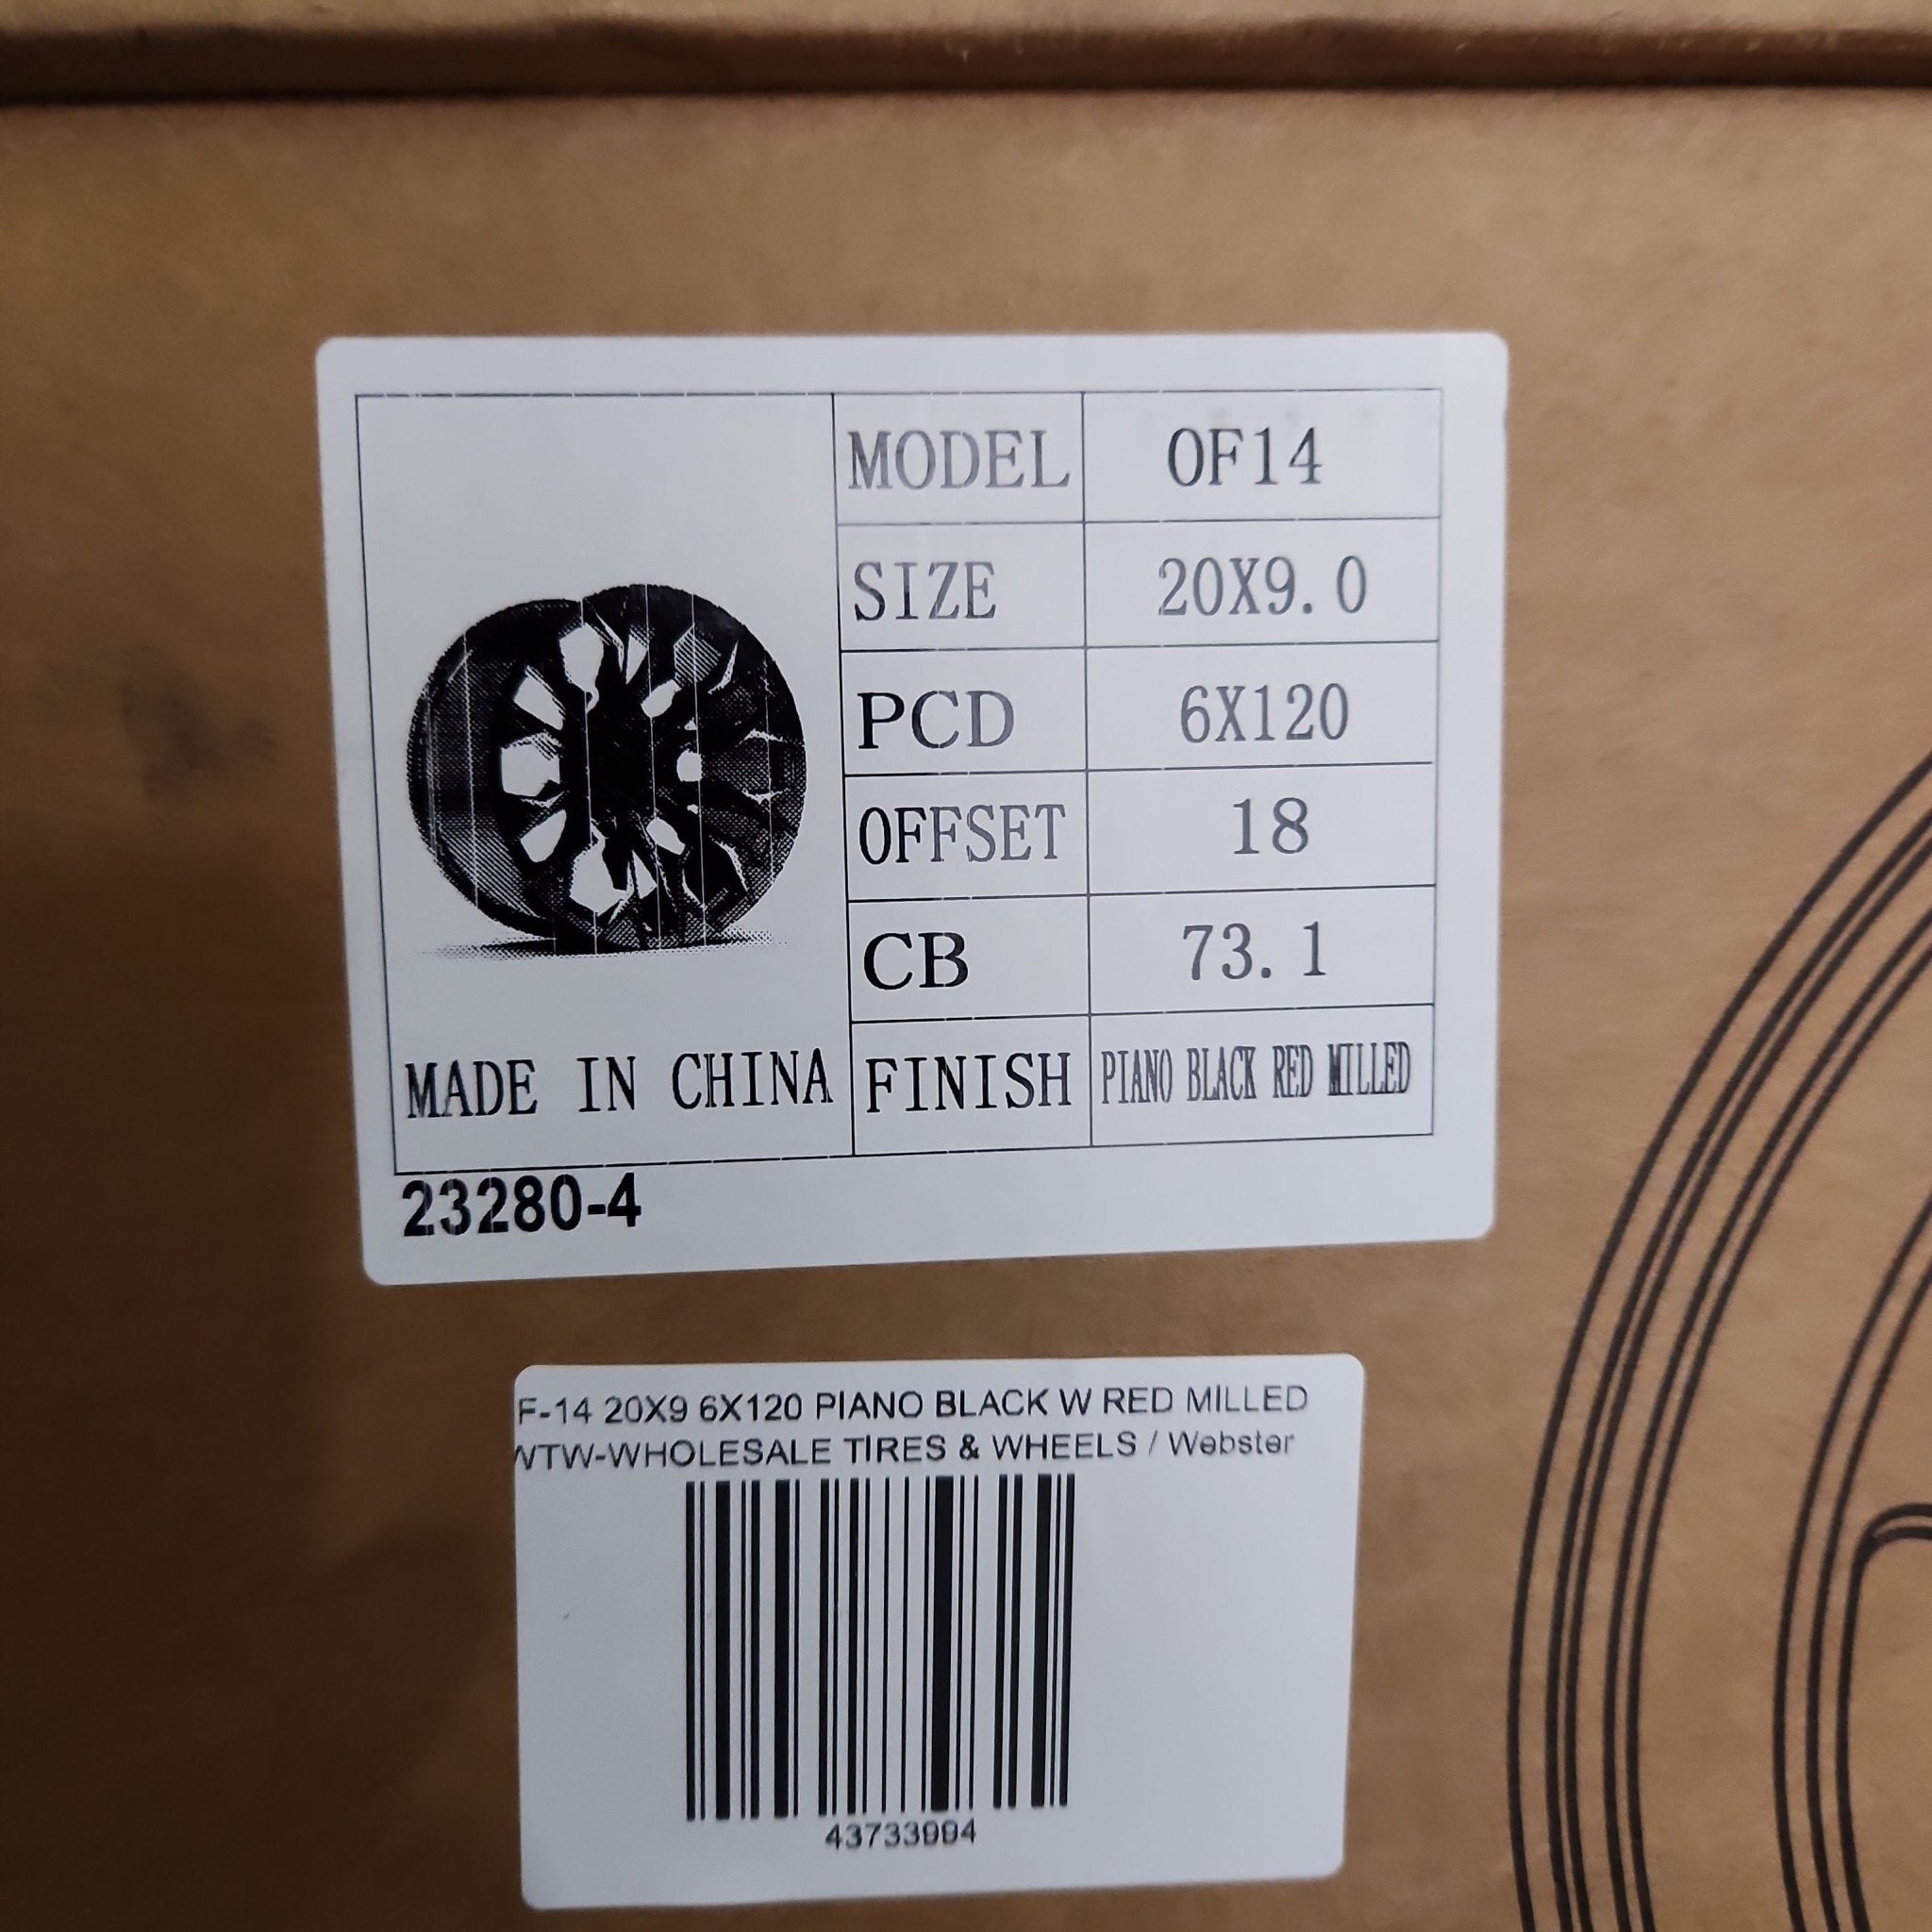 MODEL OF14
SIZE 20X9.0
PCD 6X120
OFFSET 18
CB 73.1
MADE IN CHINA FINISH PIANO BLACK RED MILLED
23280-4
F-14 20X9 6X120 PIANO BLACK W RED MILLED
WTW-WHOLESALE TIRES & WHEELS / Webster
43733994